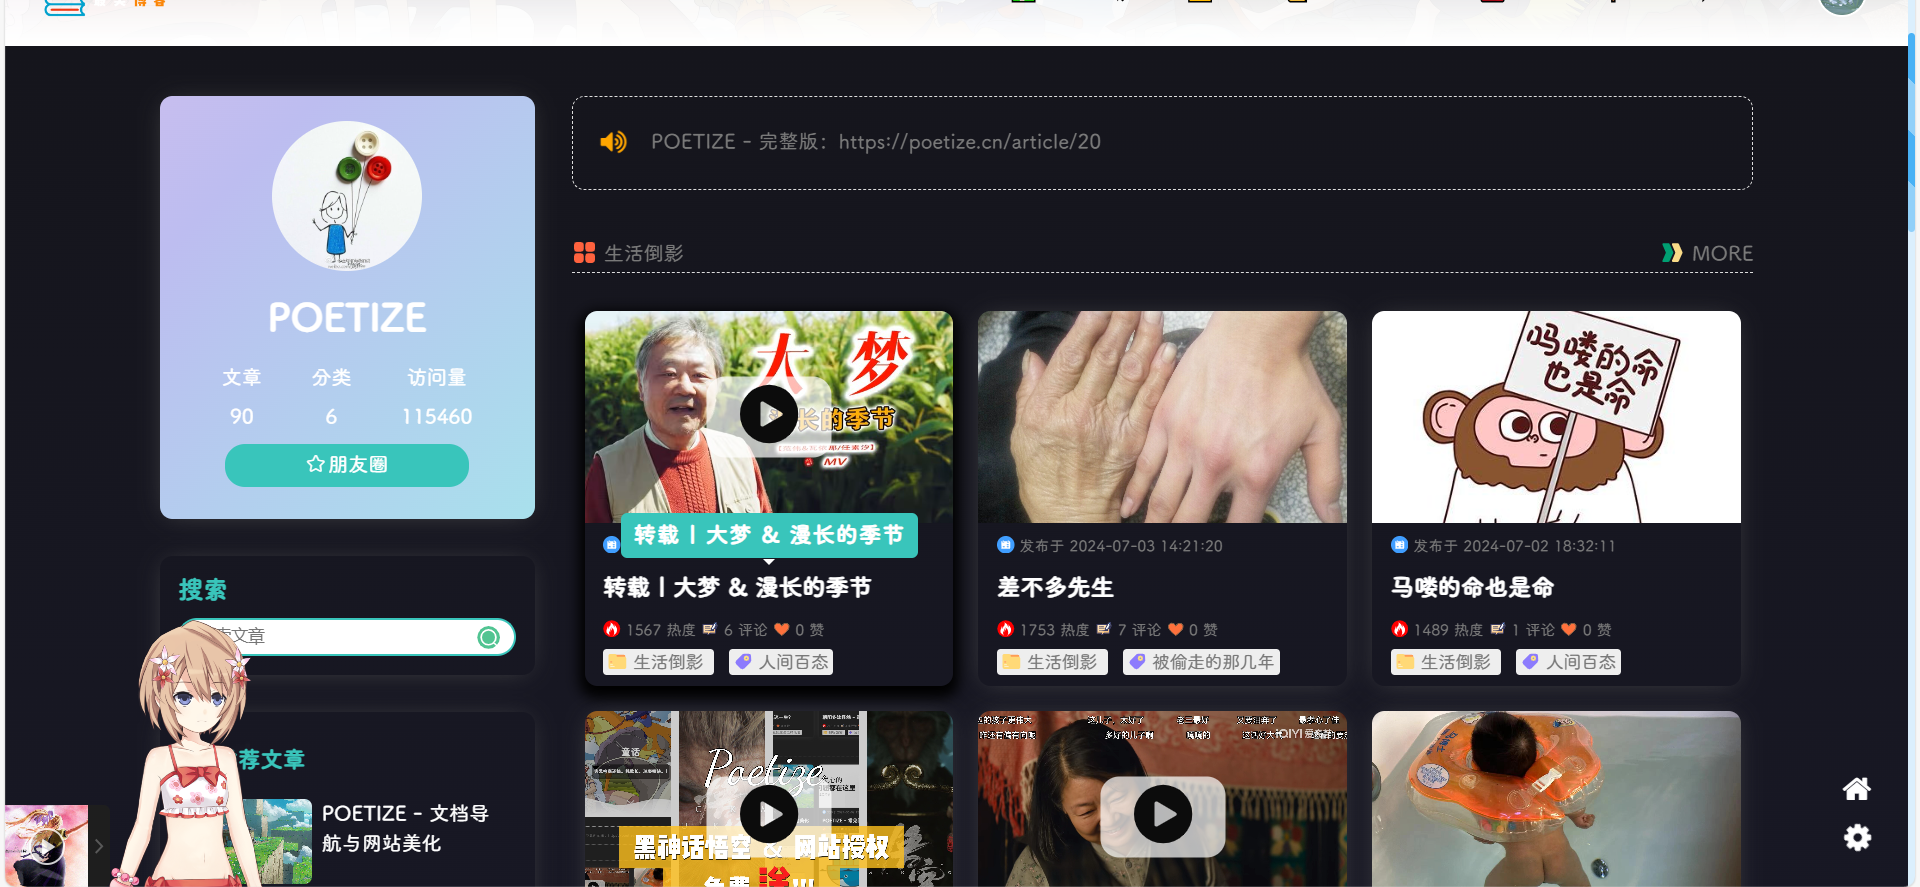 POETIZE
文章
分类
访问量
90
6
115460
朋友圈
搜索
文章
荐文章
POETIZE - 文档导
航与网站美化
POETIZE - 完整版：https://poetize.cn/article/20
生活倒影
MORE
大 梦
长的季节
MV
转载丨大梦 & 漫长的季节
转载丨大梦 & 漫长的季节
1567 热度 6 评论 0 赞
生活倒影 人间百态
发布于 2024-07-03 14:21:20
差不多先生
1753 热度 7 评论 0 赞
生活倒影 被偷走的那几年
吗喽的命
也是命
发布于 2024-07-02 18:32:11
马喽的命也是命
1489 热度 1 评论 0 赞
生活倒影 人间百态
童话
Poetize
黑神话悟空 & 网站授权